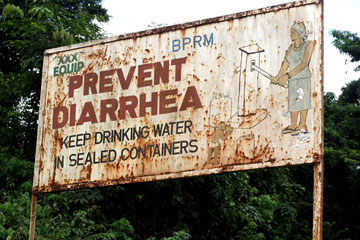 BPRM
EQUIP
PREVENT
DIARRHEA
KEEP DRINKING WATER
IN SEALED CONTAINERS